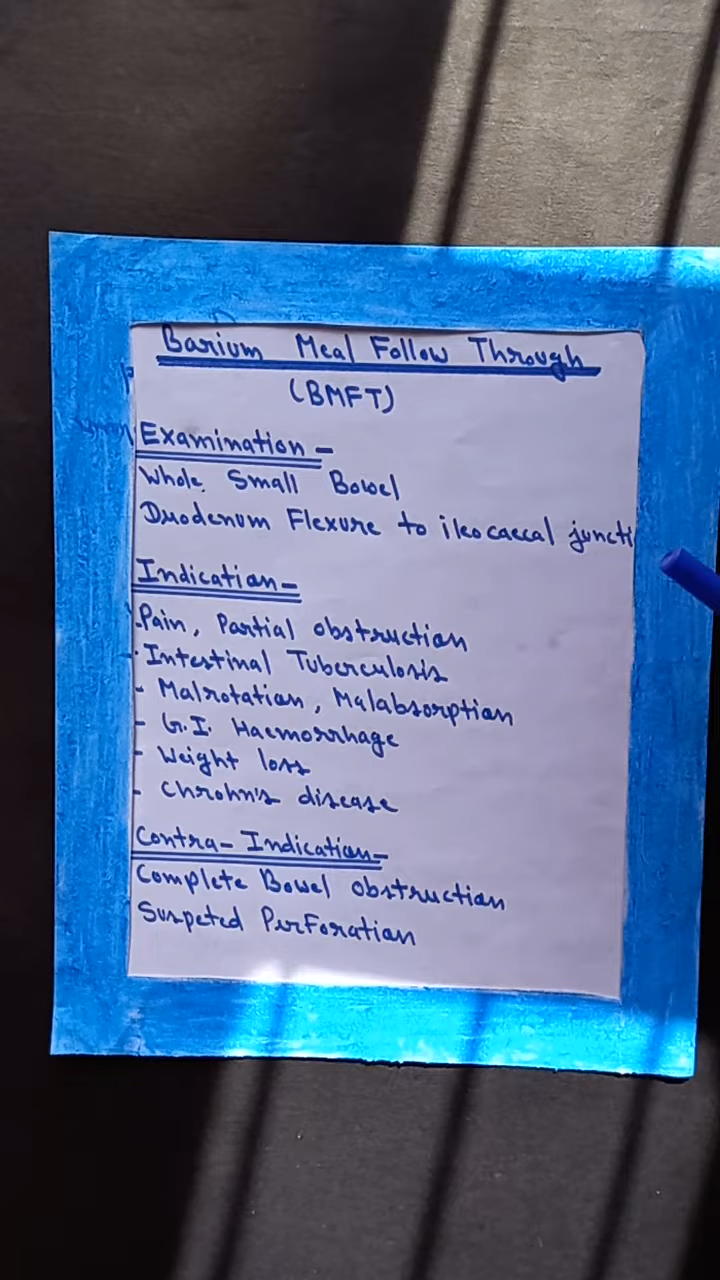 Barium Meal Follow Through
(BMFT)
Examination -
Whole Small Bowel
Duodenum Flexure to ileocaecal juncti
Indication -
. Pain, Partial obstruction
. Intestinal Tuberculosis
- Malrotation, Malabsorption
- G.I. Haemorrhage
- Weight loss
- Chrohn's disease
Contra-Indication -
Complete Bowel obstruction
Suspeted PerForation